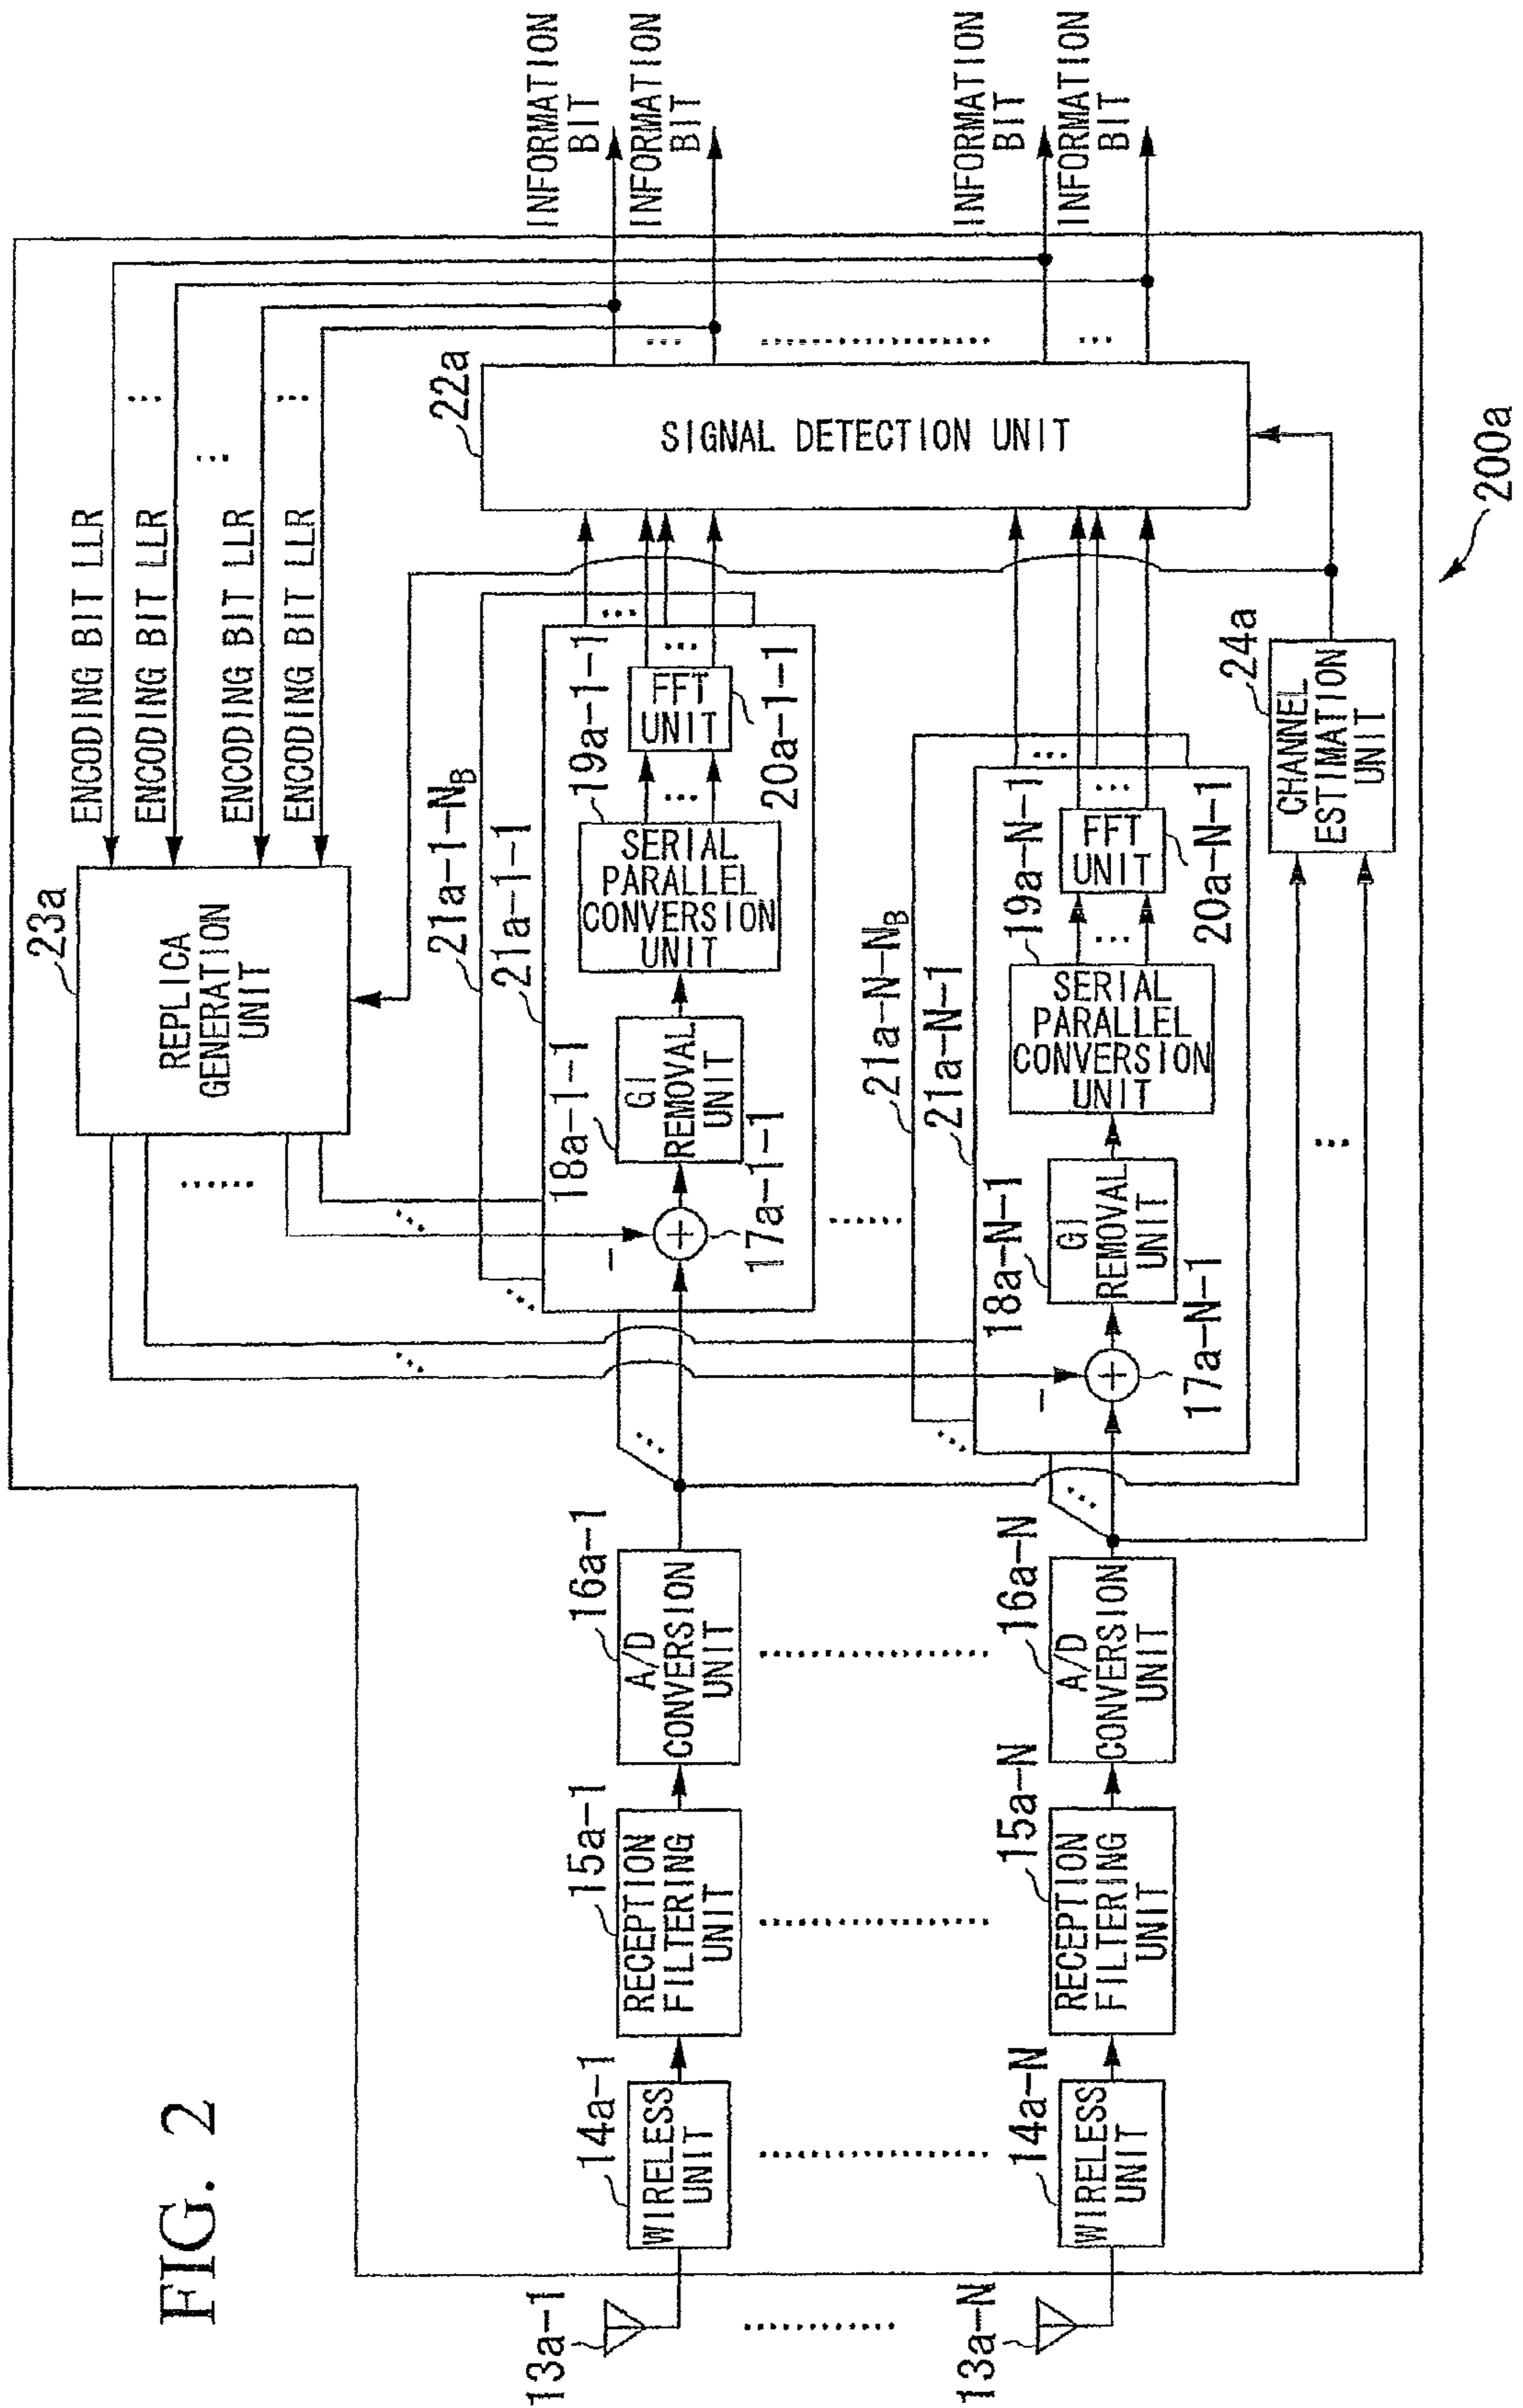 FIG. 2
13a-1
14a-1
WIRELESS
UNIT
15a-1
RECEPTION
FILTERING
UNIT
16a-1
A/D
CONVERSION
UNIT
13a-N
14a-N
WIRELESS
UNIT
15a-N
RECEPTION
FILTERING
UNIT
16a-N
A/D
CONVERSION
UNIT
23a
REPLICA
GENERATION
UNIT
ENCODING BIT LLR
ENCODING BIT LLR
ENCODING BIT LLR
ENCODING BIT LLR
21a-1-NB
21a-1-1
17a-1-1
18a-1-1
GI
REMOVAL
UNIT
19a-1-1
SERIAL
PARALLEL
CONVERSION
UNIT
FFT
UNIT
20a-1-1
21a-N-NB
21a-N-1
17a-N-1
18a-N-1
GI
REMOVAL
UNIT
19a-N-1
SERIAL
PARALLEL
CONVERSION
UNIT
FFT
UNIT
20a-N-1
22a
SIGNAL DETECTION UNIT
24a
CHANNEL
ESTIMATION
UNIT
INFORMATION
BIT
INFORMATION
BIT
INFORMATION
BIT
INFORMATION
BIT
200a